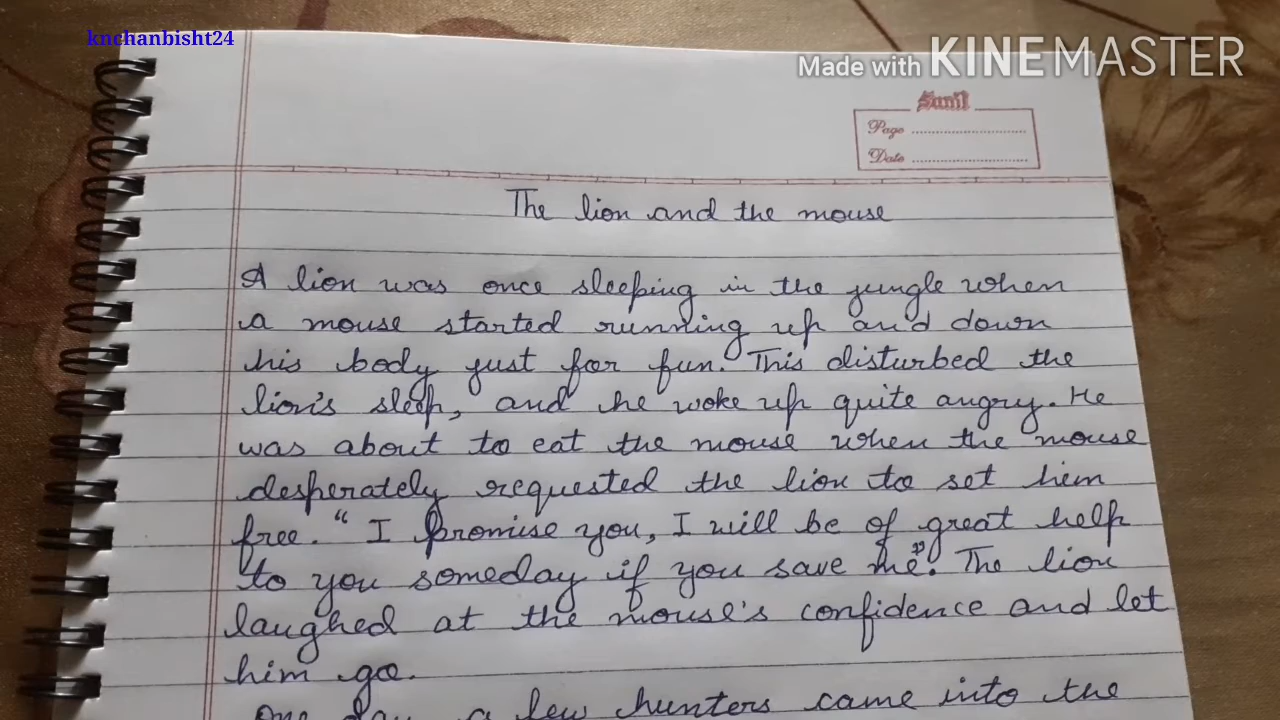 knchanbisht24
Made with KINEMASTER
Sunil
Page
Date
The lion and the mouse
A lion was once sleeping in the jungle when
a mouse started running up and down
his body just for fun. This disturbed the
lion's sleep, and he woke up quite angry. He
was about to eat the mouse when the mouse
desperately requested the lion to set him
free. "I promise you, I will be of great help
to you someday if you save me". The lion
laughed at the mouse's confidence and let
him go.
One day, a few hunters came into the